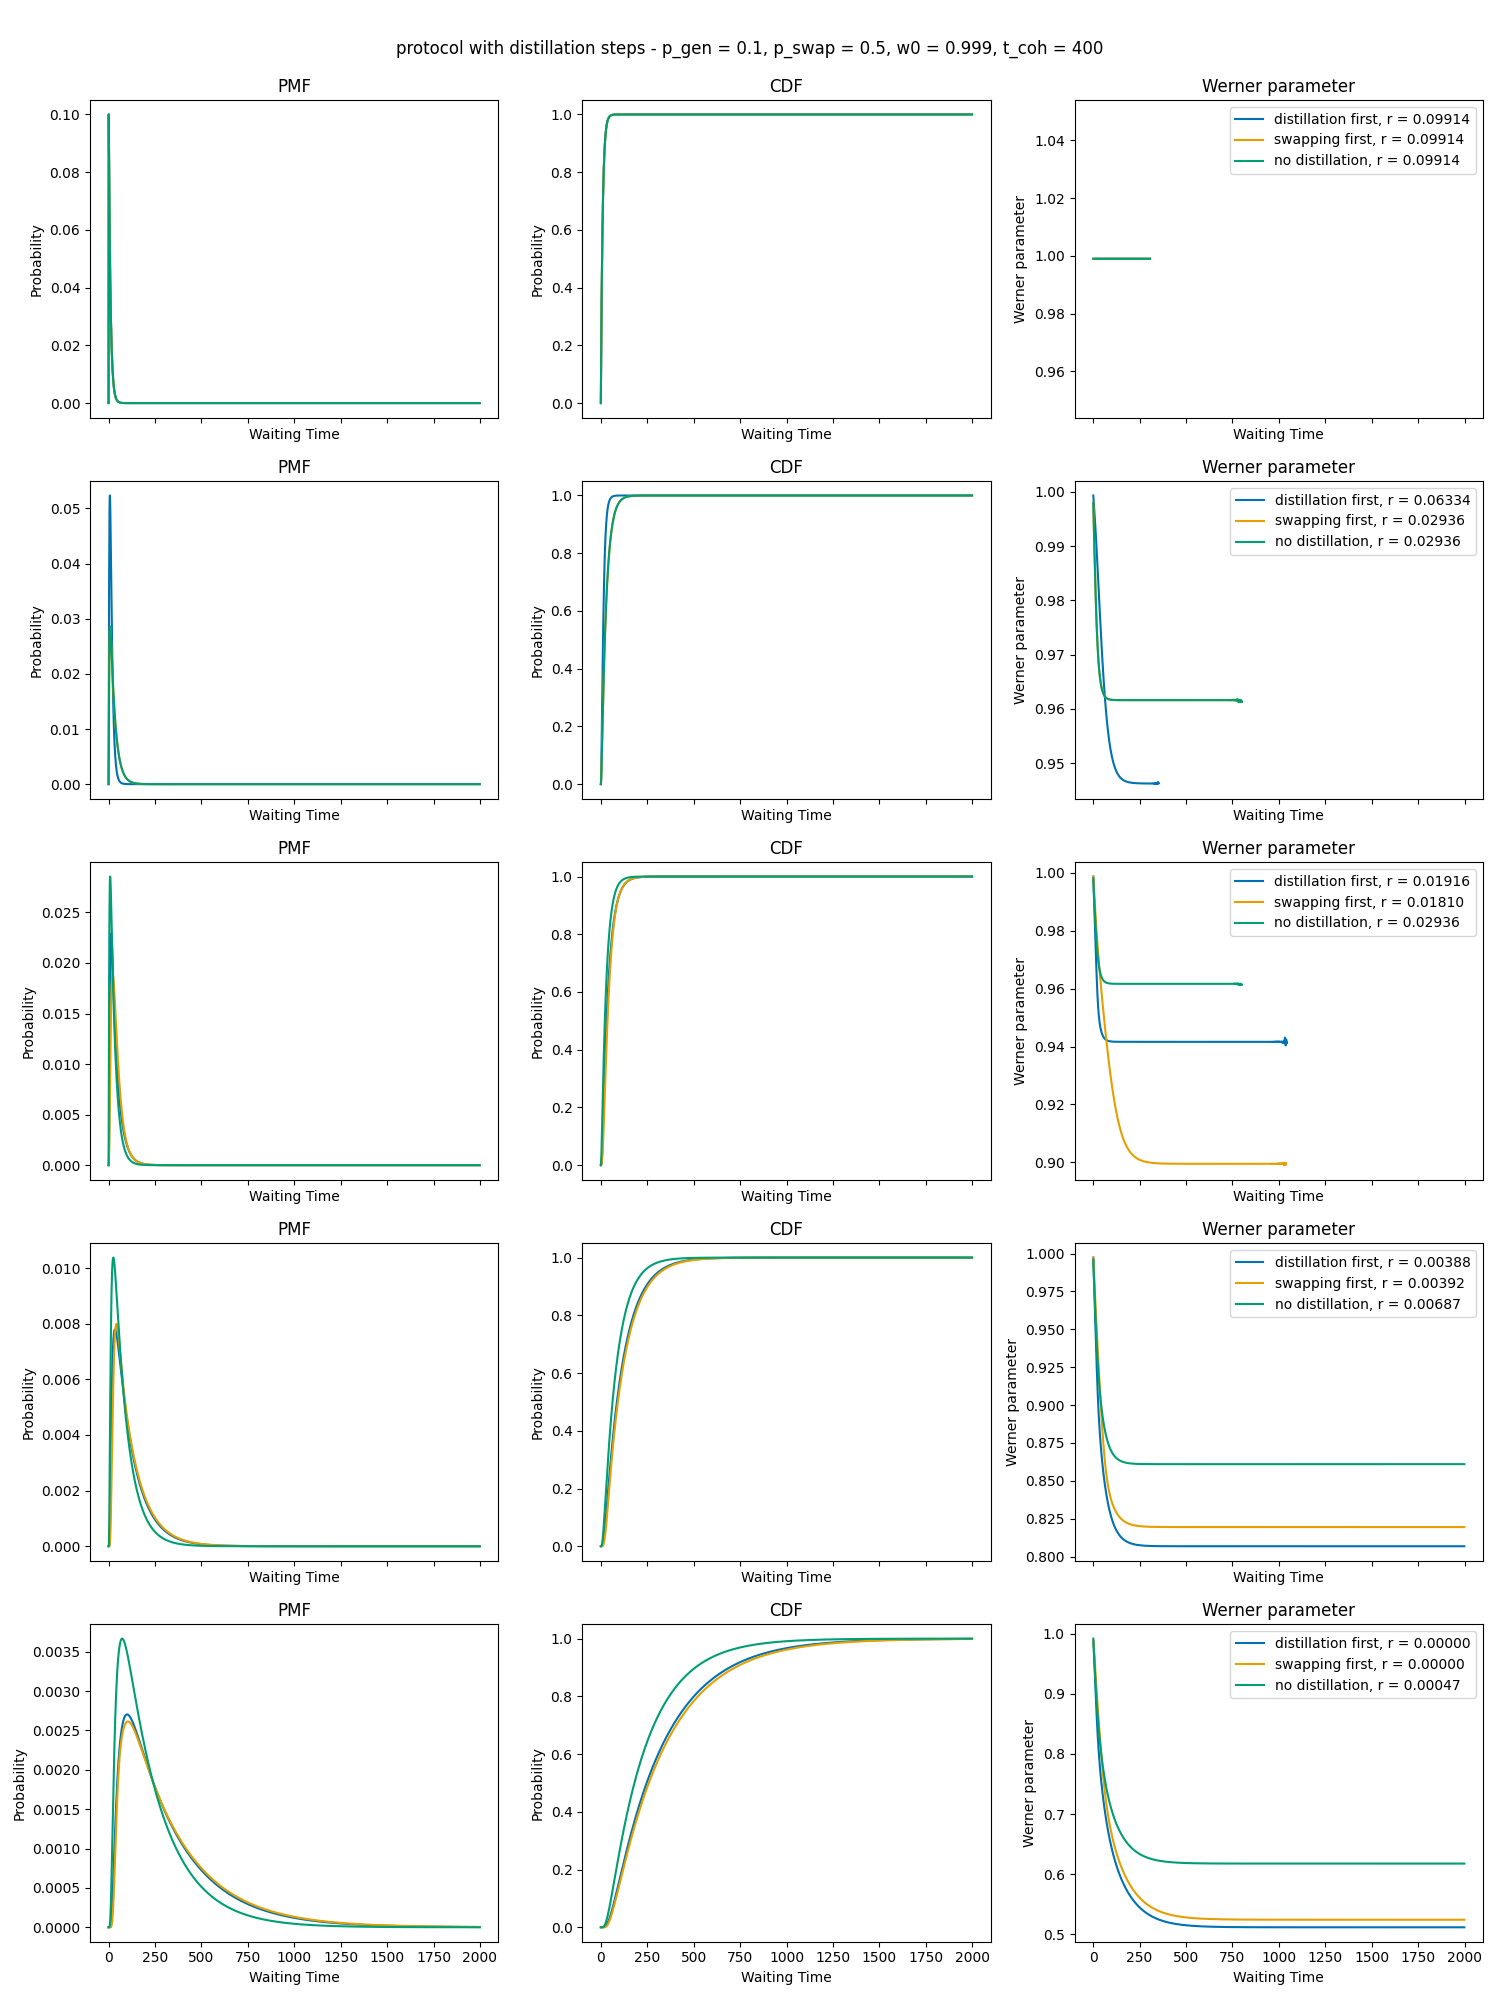 protocol with distillation steps - p_gen = 0.1, p_swap = 0.5, w0 = 0.999, t_coh = 400
PMF
CDF
Werner parameter
Probability
0.10
0.08
0.06
0.04
0.02
0.00
Waiting Time
Probability
1.0
0.8
0.6
0.4
0.2
0.0
Waiting Time
Werner parameter
1.04
1.02
1.00
0.98
0.96
distillation first, r = 0.09914
swapping first, r = 0.09914
no distillation, r = 0.09914
Waiting Time
PMF
CDF
Werner parameter
Probability
0.05
0.04
0.03
0.02
0.01
0.00
Waiting Time
Probability
1.0
0.8
0.6
0.4
0.2
0.0
Waiting Time
Werner parameter
1.00
0.99
0.98
0.97
0.96
0.95
distillation first, r = 0.06334
swapping first, r = 0.02936
no distillation, r = 0.02936
Waiting Time
PMF
CDF
Werner parameter
Probability
0.025
0.020
0.015
0.010
0.005
0.000
Waiting Time
Probability
1.0
0.8
0.6
0.4
0.2
0.0
Waiting Time
Werner parameter
1.00
0.98
0.96
0.94
0.92
0.90
distillation first, r = 0.01916
swapping first, r = 0.01810
no distillation, r = 0.02936
Waiting Time
PMF
CDF
Werner parameter
Probability
0.010
0.008
0.006
0.004
0.002
0.000
Waiting Time
Probability
1.0
0.8
0.6
0.4
0.2
0.0
Waiting Time
Werner parameter
1.000
0.975
0.950
0.925
0.900
0.875
0.850
0.825
0.800
distillation first, r = 0.00388
swapping first, r = 0.00392
no distillation, r = 0.00687
Waiting Time
PMF
CDF
Werner parameter
Probability
0.0035
0.0030
0.0025
0.0020
0.0015
0.0010
0.0005
0.0000
0 250 500 750 1000 1250 1500 1750 2000
Waiting Time
Probability
1.0
0.8
0.6
0.4
0.2
0.0
0 250 500 750 1000 1250 1500 1750 2000
Waiting Time
Werner parameter
1.0
0.9
0.8
0.7
0.6
0.5
distillation first, r = 0.00000
swapping first, r = 0.00000
no distillation, r = 0.00047
0 250 500 750 1000 1250 1500 1750 2000
Waiting Time